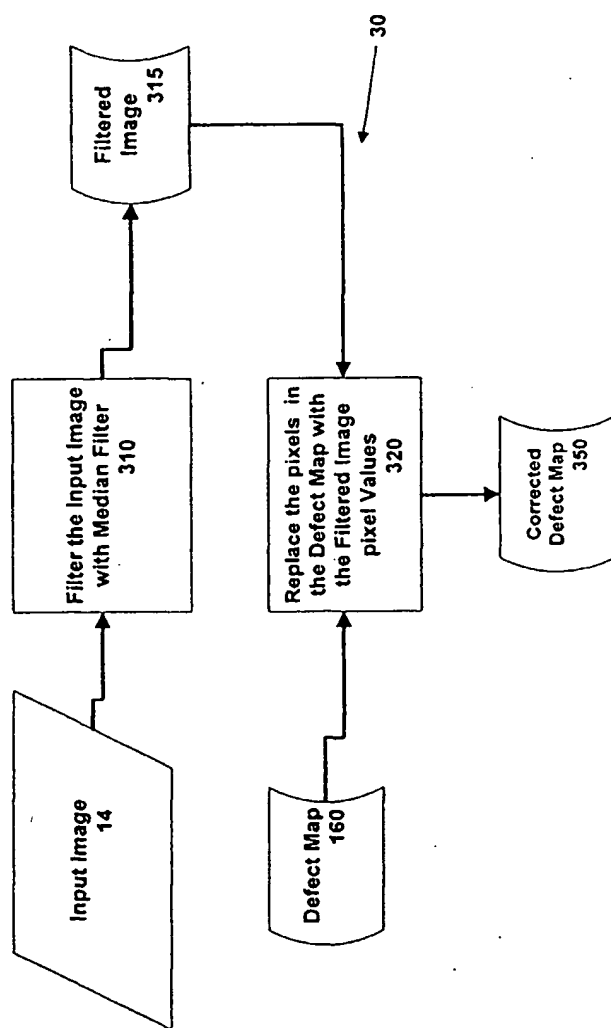 Input Image
14
Filter the Input Image
with Median Filter
310
Filtered
Image
315
Defect Map
160
Replace the pixels in
the Defect Map with
the Filtered Image
pixel Values
320
30
Corrected
Defect Map
350